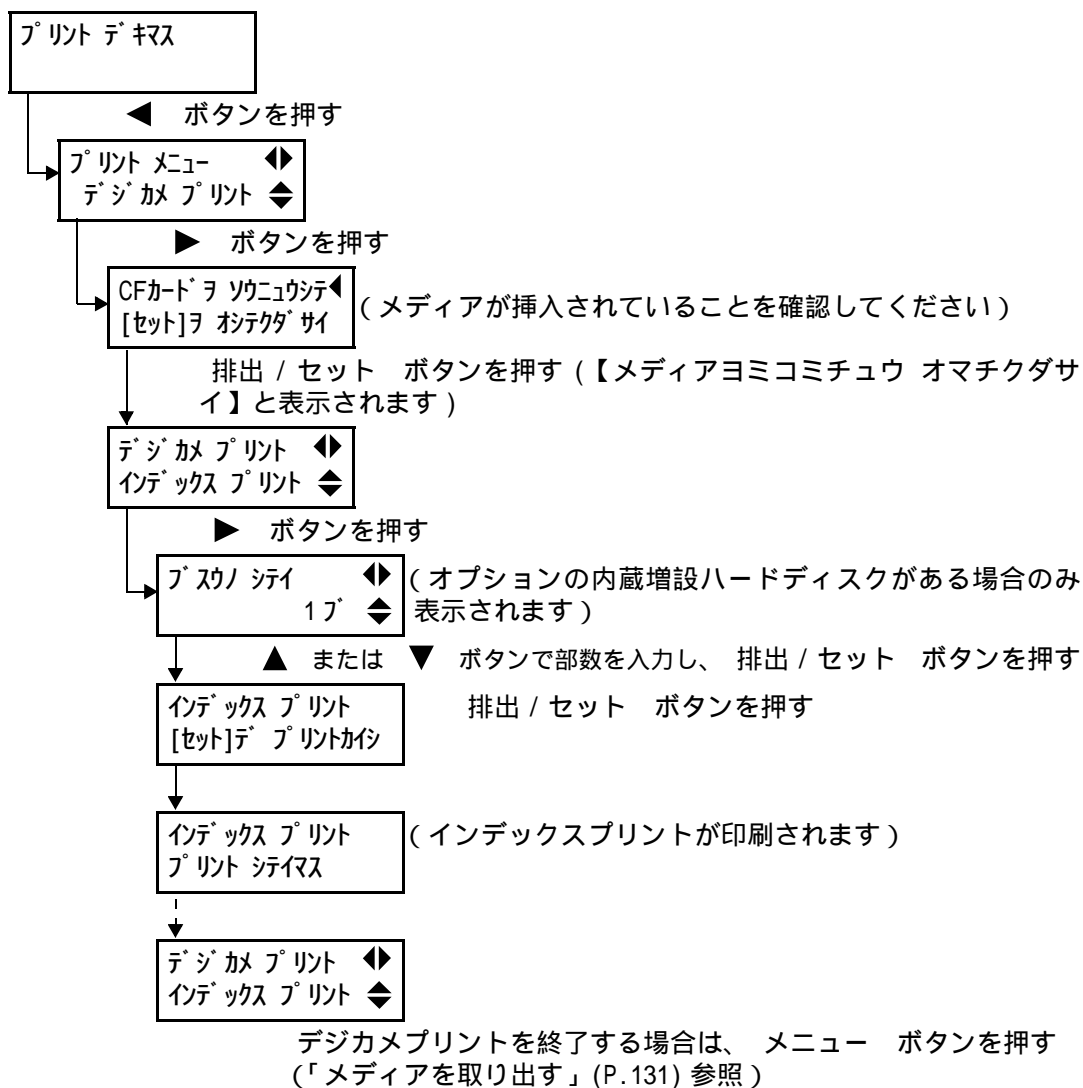 プリント デキマス
◀ ボタンを押す
プリント メニュー ◀▶
デジカメ プリント ▲▼
▶ ボタンを押す
CFカードヲ ソウニュウシテ◀
[セット]ヲ オシテクダサイ
(メディアが挿入されていることを確認してください)
排出 / セット ボタンを押す (【メディアヨミコミチュウ オマチクダサ
イ】と表示されます)
デジカメ プリント ◀▶
インデックス プリント ▲▼
▶ ボタンを押す
ブスウノ シテイ ◀▶
1ブ ▲▼
(オプションの内蔵増設ハードディスクがある場合のみ
表示されます)
▲ または ▼ ボタンで部数を入力し、 排出 / セット ボタンを押す
インデックス プリント
[セット]デ プリントカイシ
排出 / セット ボタンを押す
インデックス プリント
プリント シテイマス
(インデックスプリントが印刷されます)
デジカメ プリント ◀▶
インデックス プリント ▲▼
デジカメプリントを終了する場合は、 メニュー ボタンを押す
(「メディアを取り出す」(P.131) 参照)